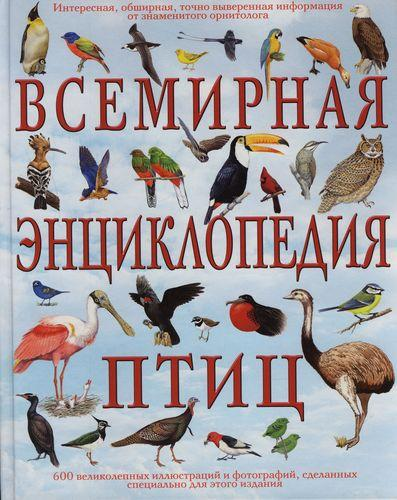 Интересная, обширная, точно выверенная информация
от знаменитого орнитолога
ВСЕМИРНАЯ
ЭНЦИКЛОПЕДИЯ
ПТИЦ
600 великолепных иллюстраций и фотографий, сделанных
специально для этого издания